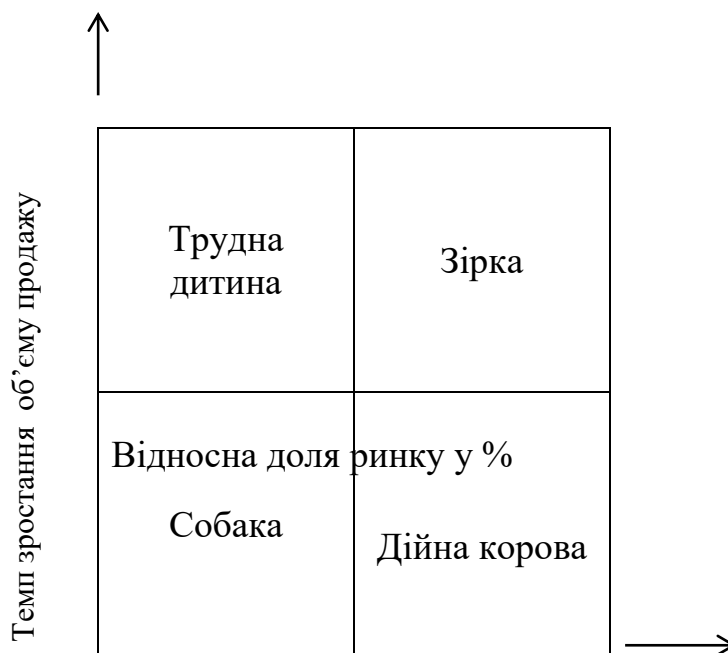 Темп зростання об’єму продажу
Трудна
дитина
Зірка
Відносна доля ринку у %
Собака
Дійна корова